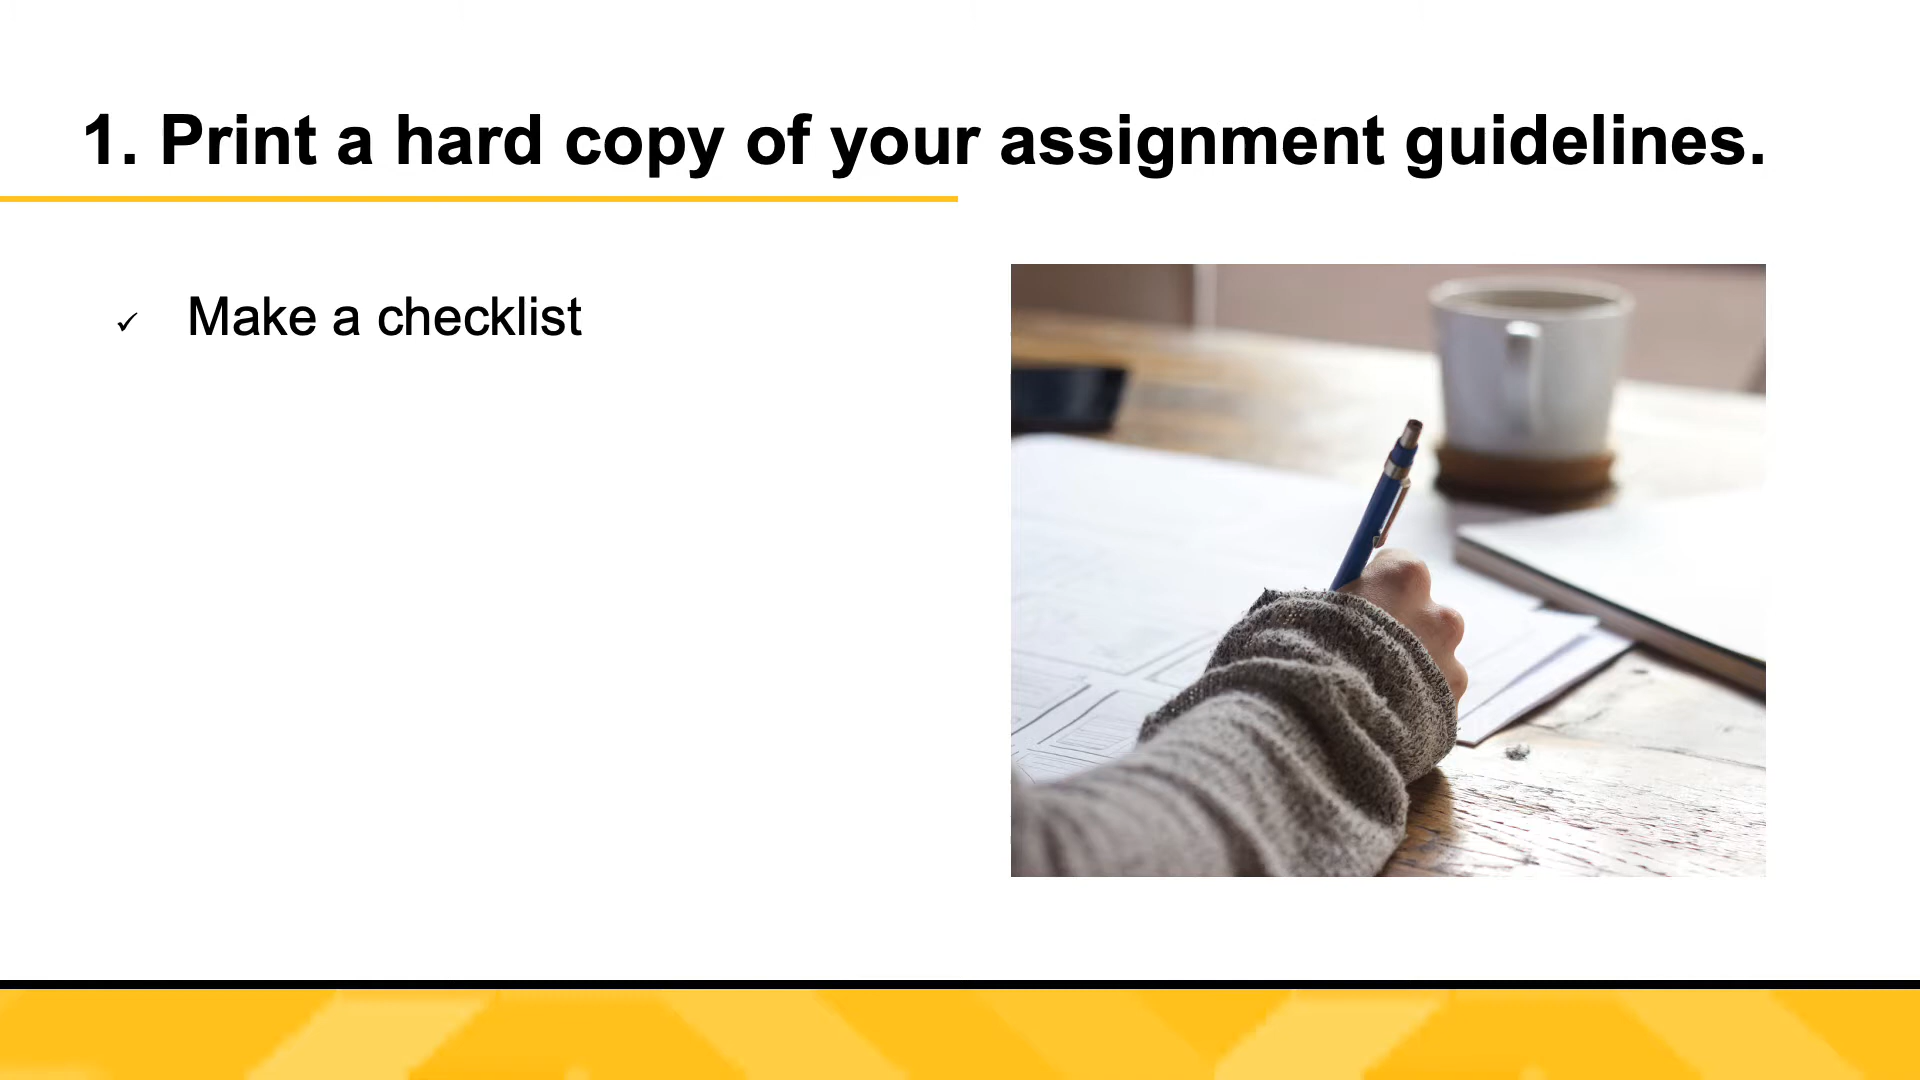 1. Print a hard copy of your assignment guidelines.
✓ Make a checklist